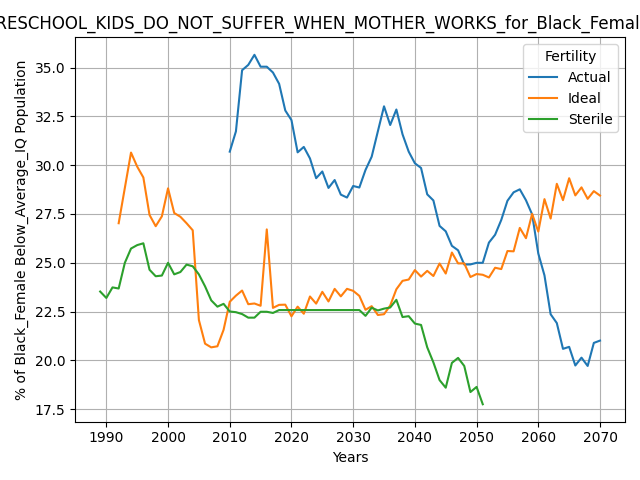 RESCHOOL_KIDS_DO_NOT_SUFFER_WHEN_MOTHER_WORKS_for_Black_Femal
Fertility
Actual
Ideal
Sterile
% of Black_Female Below_Average_IQ Population
35.0
32.5
30.0
27.5
25.0
22.5
20.0
17.5
1990 2000 2010 2020 2030 2040 2050 2060 2070
Years